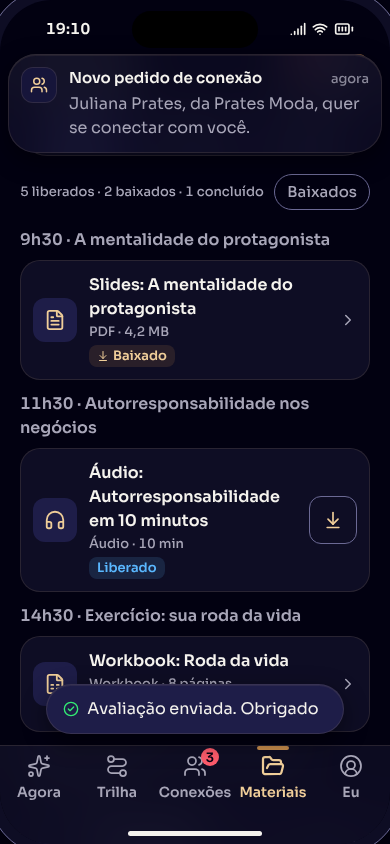 19:10
Novo pedido de conexão
agora
Juliana Prates, da Prates Moda, quer
se conectar com você.
5 liberados · 2 baixados · 1 concluído
Baixados
9h30 · A mentalidade do protagonista
Slides: A mentalidade do
protagonista
PDF · 4,2 MB
Baixado
11h30 · Autorresponsabilidade nos
negócios
Áudio:
Autorresponsabilidade
em 10 minutos
Áudio · 10 min
Liberado
14h30 · Exercício: sua roda da vida
Workbook: Roda da vida
Workbook · 8 páginas
Avaliação enviada. Obrigado
3
Agora
Trilha
Conexões
Materiais
Eu